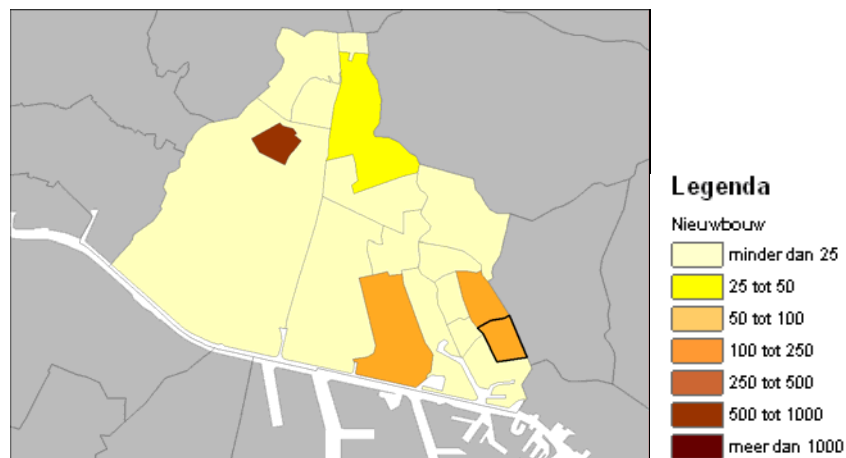 Legenda
Nieuwbouw
minder dan 25
25 tot 50
50 tot 100
100 tot 250
250 tot 500
500 tot 1000
meer dan 1000